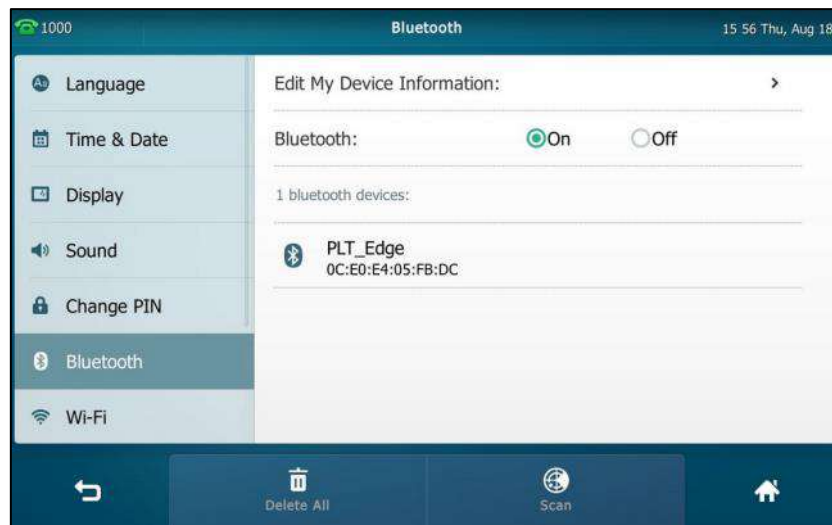 1000 Bluetooth 15 56 Thu, Aug 18
Language
Time & Date
Display
Sound
Change PIN
Bluetooth
Wi-Fi
Edit My Device Information:
Bluetooth: On Off
1 bluetooth devices:
PLT_Edge
0C:E0:E4:05:FB:DC
Delete All Scan